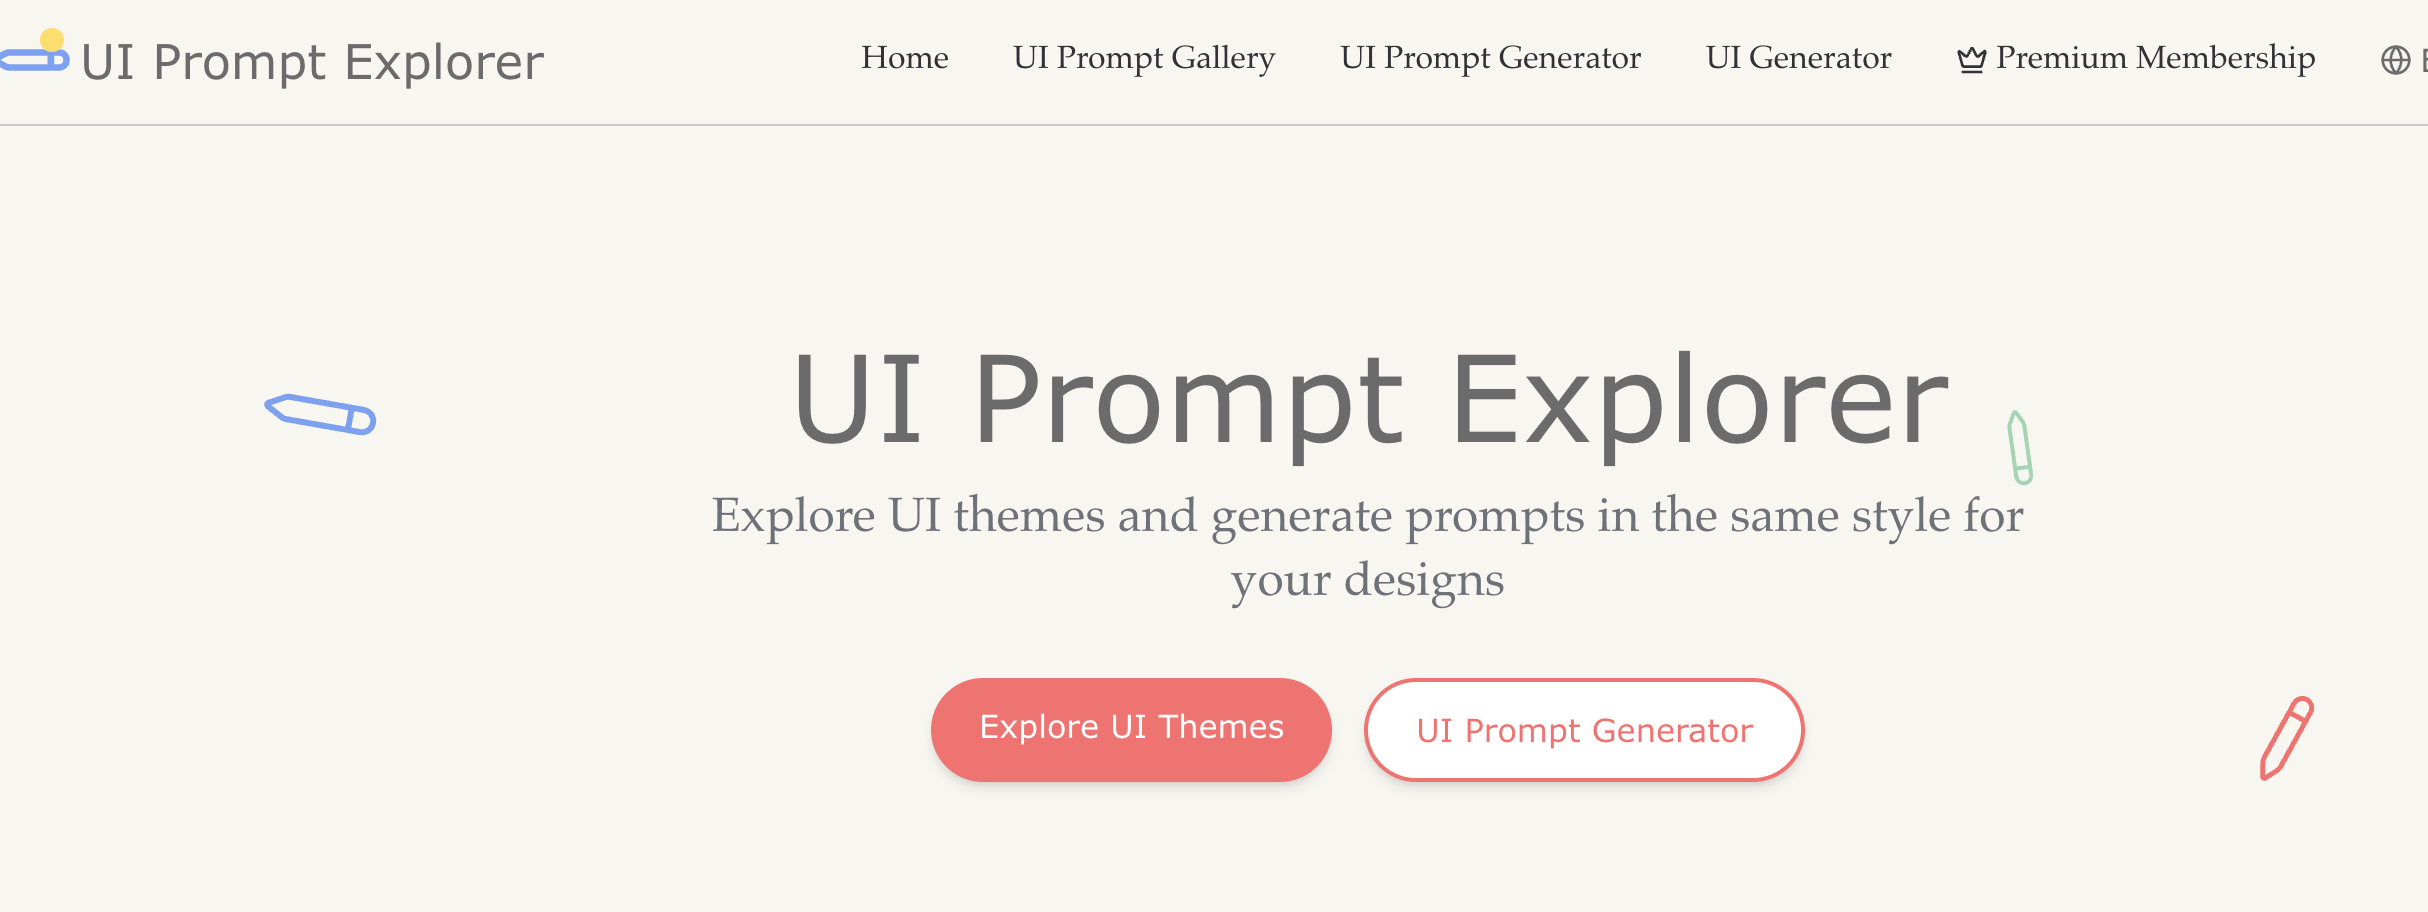 UI Prompt Explorer
Home
UI Prompt Gallery
UI Prompt Generator
UI Generator
Premium Membership
UI Prompt Explorer
Explore UI themes and generate prompts in the same style for
your designs
Explore UI Themes
UI Prompt Generator